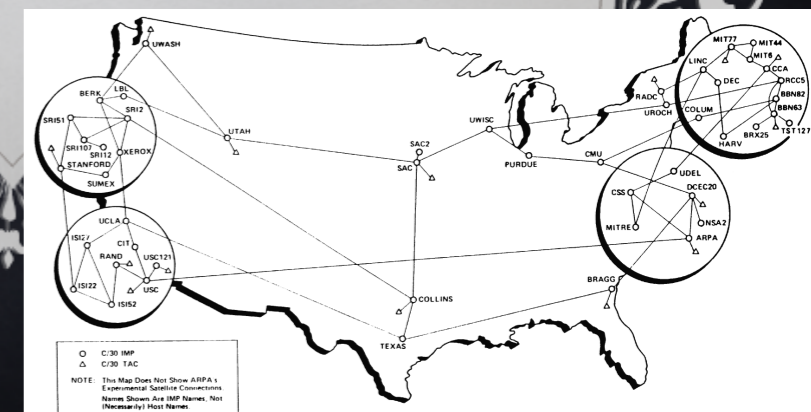 UWASH
BERK
LBL
SRI51
SRI2
SRI107
SRI12
STANFORD
XEROX
SUMEX
UTAH
SAC2
SAC
UWISC
PURDUE
CMU
UCLA
ISI27
CIT
RAND
USC121
USC
ISI22
ISI52
COLLINS
TEXAS
BRAGG
MIT77
MIT44
MIT6
LINC
CCA
DEC
RCC5
RADC
BBN82
UROCH
COLUM
BBN63
BRX25
TST127
HARV
UDEL
CSS
DCEC20
NSA2
MITRE
ARPA
C/30 IMP
C/30 TAC
NOTE: This Map Does Not Show ARPA's
Experimental Satellite Connections.
Names Shown Are IMP Names, Not
(Necessarily) Host Names.